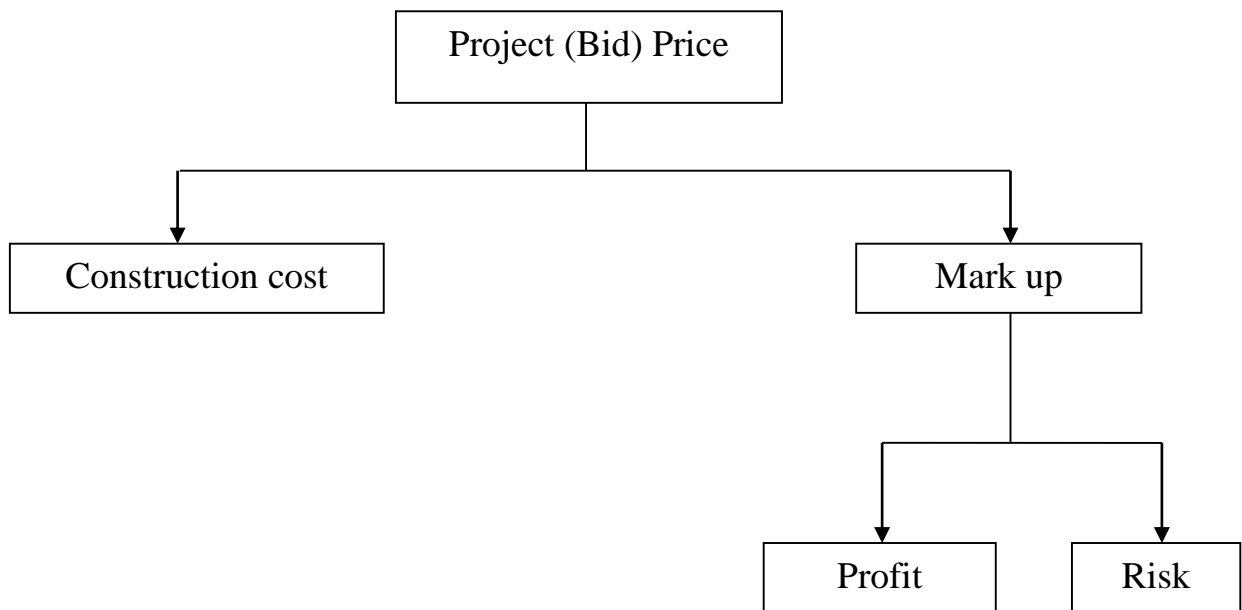 Project (Bid) Price
Construction cost
Mark up
Profit
Risk